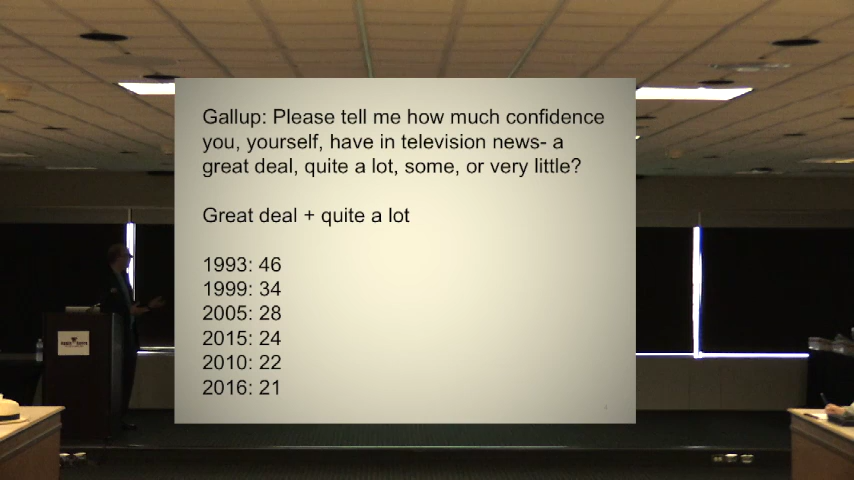 Gallup: Please tell me how much confidence
you, yourself, have in television news- a
great deal, quite a lot, some, or very little?
Great deal + quite a lot
1993: 46
1999: 34
2005: 28
2015: 24
2010: 22
2016: 21